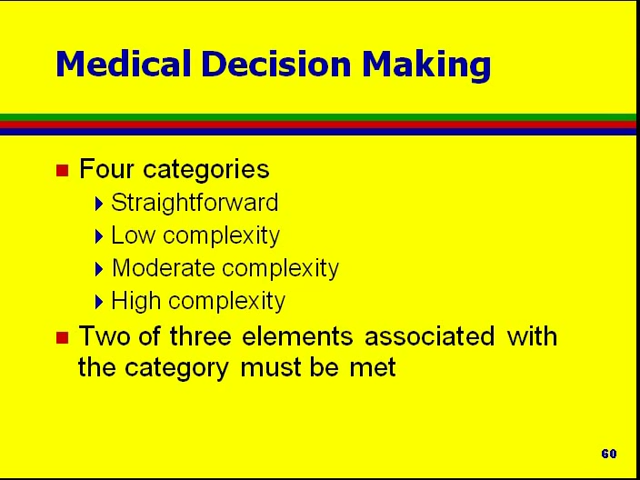 Medical Decision Making
Four categories
Straightforward
Low complexity
Moderate complexity
High complexity
Two of three elements associated with
the category must be met
60